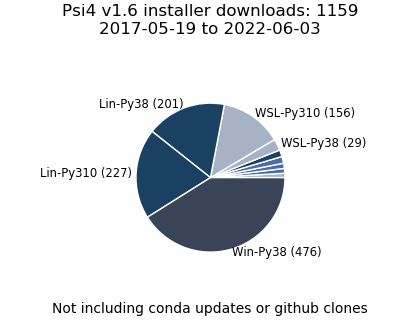 Psi4 v1.6 installer downloads: 1159
2017-05-19 to 2022-06-03
Lin-Py38 (201)
WSL-Py310 (156)
WSL-Py38 (29)
Lin-Py310 (227)
Win-Py38 (476)
Not including conda updates or github clones